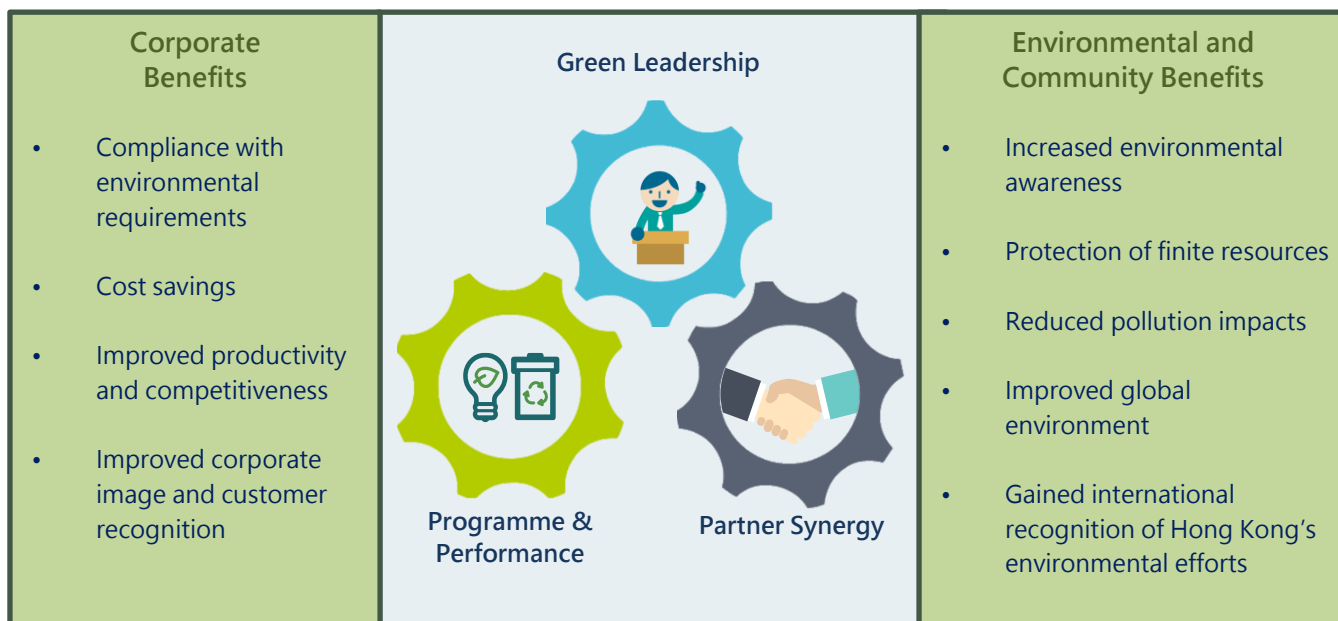 Corporate
Benefits
• Compliance with
environmental
requirements
• Cost savings
• Improved productivity
and competitiveness
• Improved corporate
image and customer
recognition
Green Leadership
Programme &
Performance
Partner Synergy
Environmental and
Community Benefits
• Increased environmental
awareness
• Protection of finite resources
• Reduced pollution impacts
• Improved global
environment
• Gained international
recognition of Hong Kong’s
environmental efforts